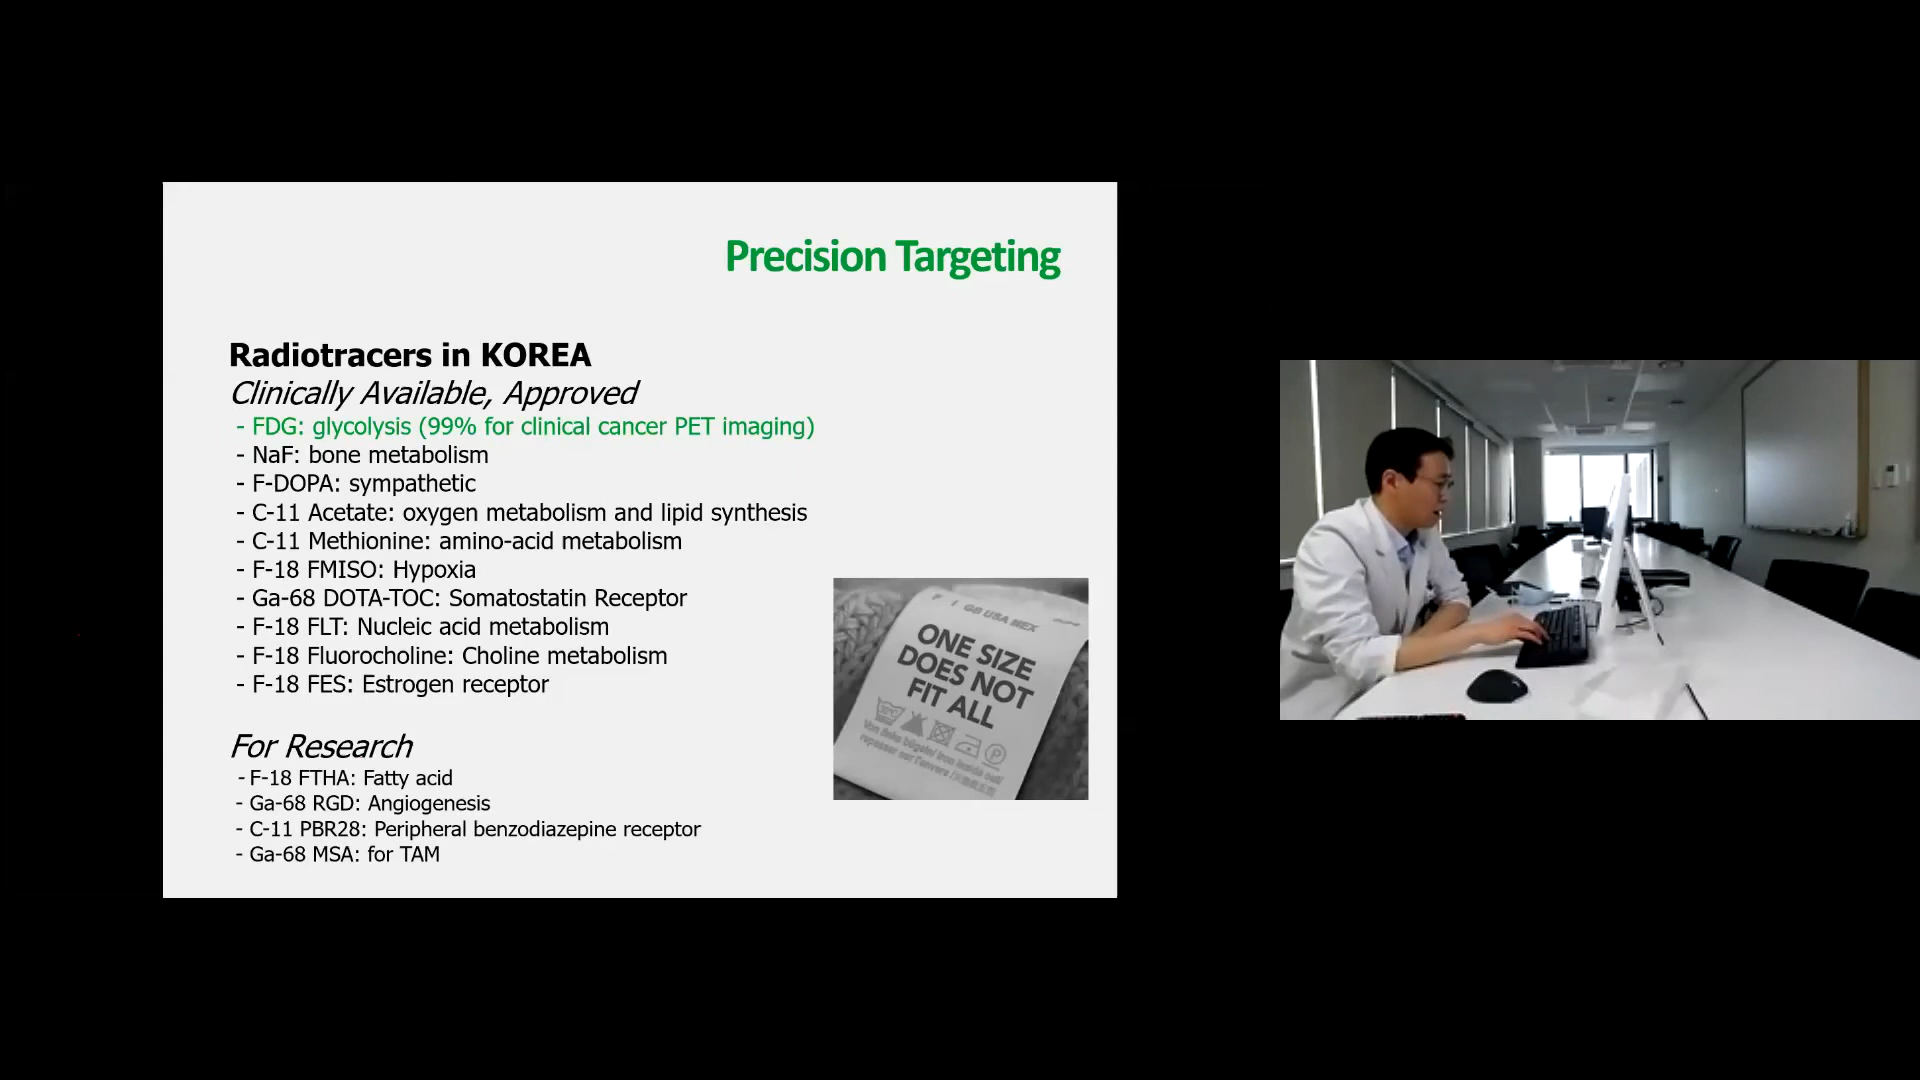 Precision Targeting
Radiotracers in KOREA
Clinically Available, Approved
- FDG: glycolysis (99% for clinical cancer PET imaging)
- NaF: bone metabolism
- F-DOPA: sympathetic
- C-11 Acetate: oxygen metabolism and lipid synthesis
- C-11 Methionine: amino-acid metabolism
- F-18 FMISO: Hypoxia
- Ga-68 DOTA-TOC: Somatostatin Receptor
- F-18 FLT: Nucleic acid metabolism
- F-18 Fluorocholine: Choline metabolism
- F-18 FES: Estrogen receptor
For Research
- F-18 FTHA: Fatty acid
- Ga-68 RGD: Angiogenesis
- C-11 PBR28: Peripheral benzodiazepine receptor
- Ga-68 MSA: for TAM
F I GB USA MEX
ONE SIZE
DOES NOT
FIT ALL
P